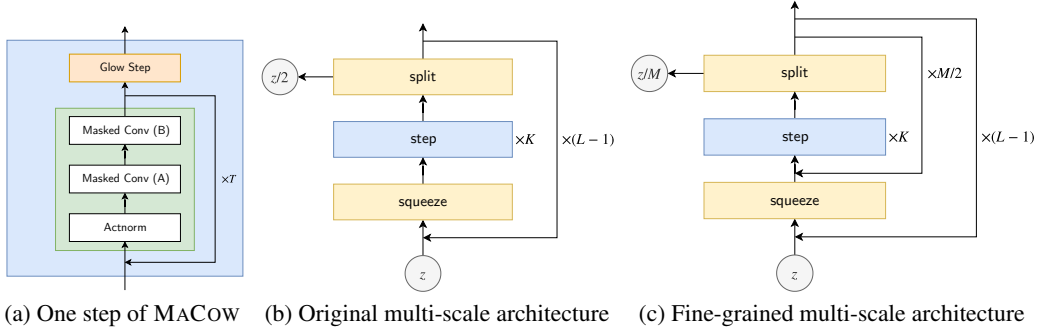 Glow Step
Masked Conv (B)
Masked Conv (A)
Actnorm
×T
(a) One step of MACOW
z/2
split
step
×K
×(L − 1)
squeeze
z
(b) Original multi-scale architecture
z/M
split
×M/2
step
×K
×(L − 1)
squeeze
z
(c) Fine-grained multi-scale architecture